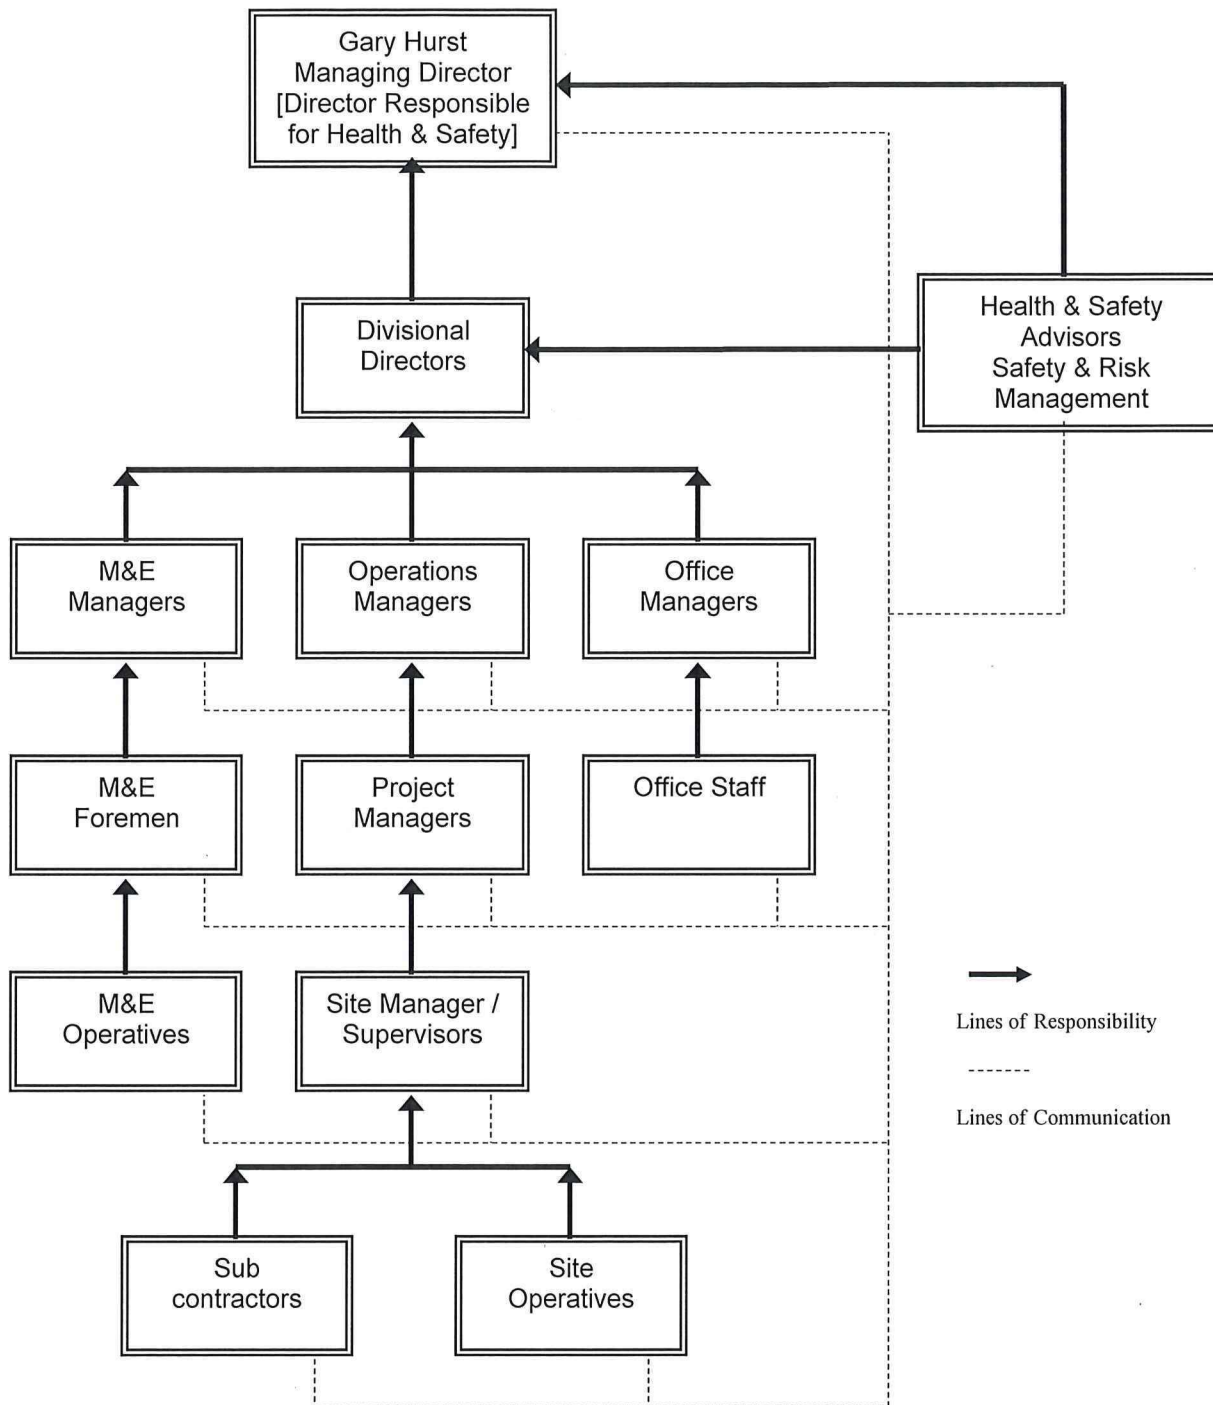 Gary Hurst
Managing Director
[Director Responsible
for Health & Safety]
Health & Safety
Advisors
Safety & Risk
Management
Divisional
Directors
M&E
Managers
Operations
Managers
Office
Managers
M&E
Foremen
Project
Managers
Office Staff
M&E
Operatives
Site Manager /
Supervisors
Lines of Responsibility
Lines of Communication
Sub
contractors
Site
Operatives